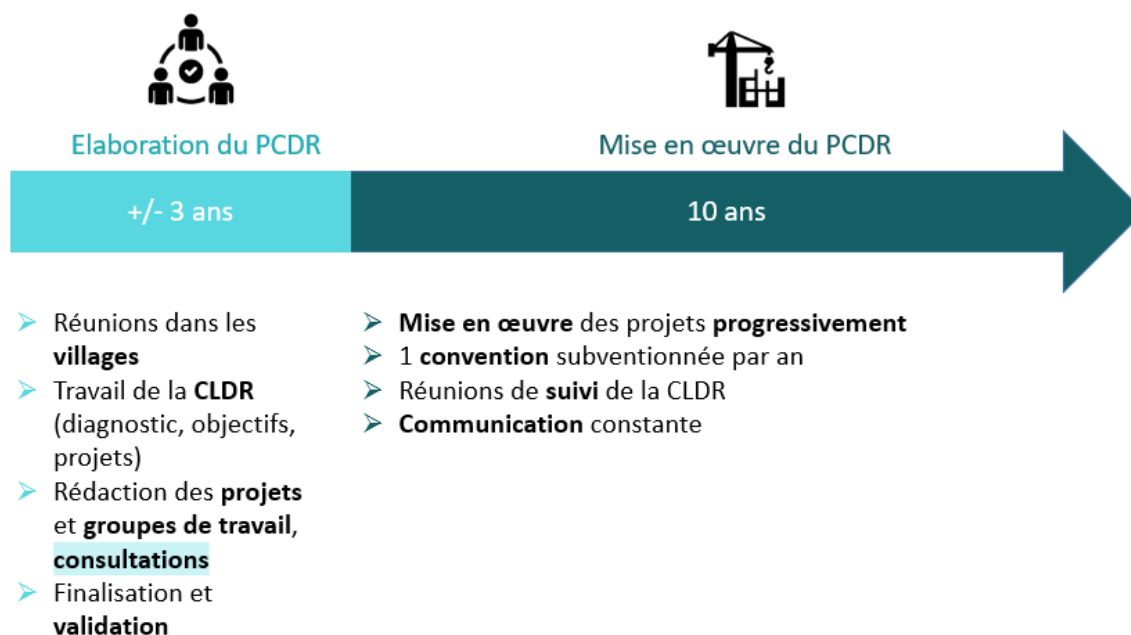 Elaboration du PCDR
Mise en œuvre du PCDR
+/- 3 ans
10 ans
Réunions dans les
villages
Travail de la CLDR
(diagnostic, objectifs,
projets)
Rédaction des projets
et groupes de travail,
consultations
Finalisation et
validation
Mise en œuvre des projets progressivement
1 convention subventionnée par an
Réunions de suivi de la CLDR
Communication constante